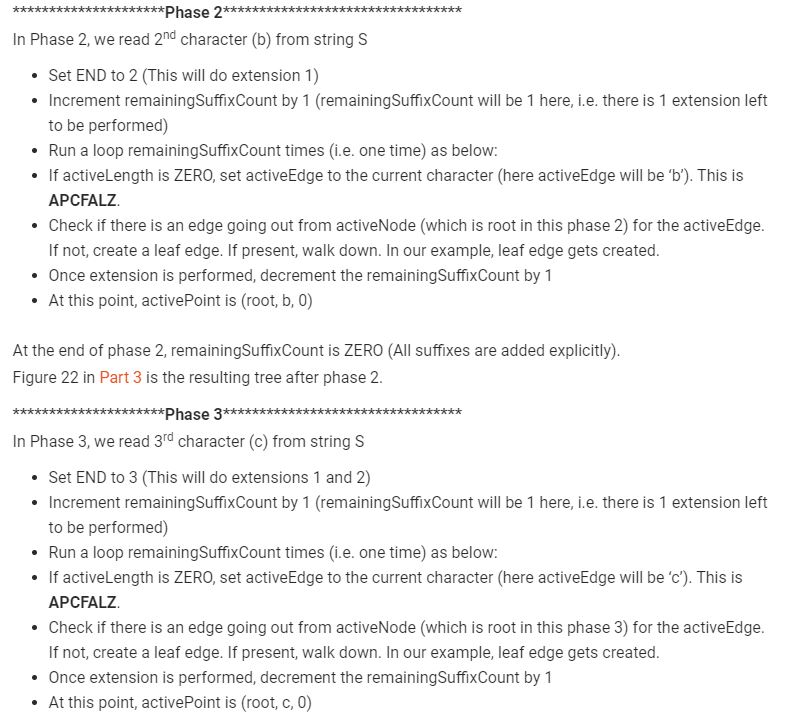 *********************Phase 2*********************************
In Phase 2, we read 2nd character (b) from string S
• Set END to 2 (This will do extension 1)
• Increment remainingSuffixCount by 1 (remainingSuffixCount will be 1 here, i.e. there is 1 extension left
to be performed)
• Run a loop remainingSuffixCount times (i.e. one time) as below:
• If activeLength is ZERO, set activeEdge to the current character (here activeEdge will be ‘b’). This is
APCFALZ.
• Check if there is an edge going out from activeNode (which is root in this phase 2) for the activeEdge.
If not, create a leaf edge. If present, walk down. In our example, leaf edge gets created.
• Once extension is performed, decrement the remainingSuffixCount by 1
• At this point, activePoint is (root, b, 0)
At the end of phase 2, remainingSuffixCount is ZERO (All suffixes are added explicitly).
Figure 22 in Part 3 is the resulting tree after phase 2.
*********************Phase 3*********************************
In Phase 3, we read 3rd character (c) from string S
• Set END to 3 (This will do extensions 1 and 2)
• Increment remainingSuffixCount by 1 (remainingSuffixCount will be 1 here, i.e. there is 1 extension left
to be performed)
• Run a loop remainingSuffixCount times (i.e. one time) as below:
• If activeLength is ZERO, set activeEdge to the current character (here activeEdge will be ‘c’). This is
APCFALZ.
• Check if there is an edge going out from activeNode (which is root in this phase 3) for the activeEdge.
If not, create a leaf edge. If present, walk down. In our example, leaf edge gets created.
• Once extension is performed, decrement the remainingSuffixCount by 1
• At this point, activePoint is (root, c, 0)